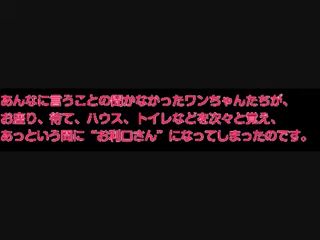 あんなに言うことの聞かなかったワンちゃんたちが、
お座り、待て、ハウス、トイレなどを次々と覚え、
あっという間に“お利口さん”になってしまったのです。